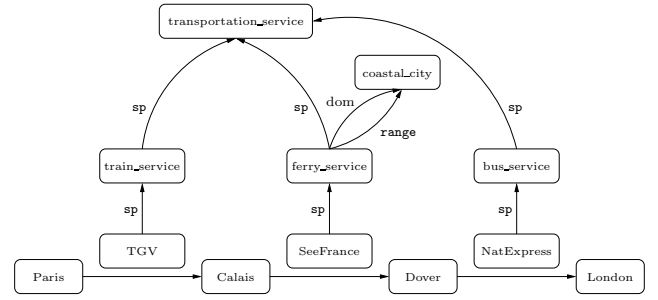 transportation_service
coastal_city
dom
sp
sp
sp
range
train_service
ferry_service
bus_service
sp
sp
sp
TGV
SeeFrance
NatExpress
Paris
Calais
Dover
London